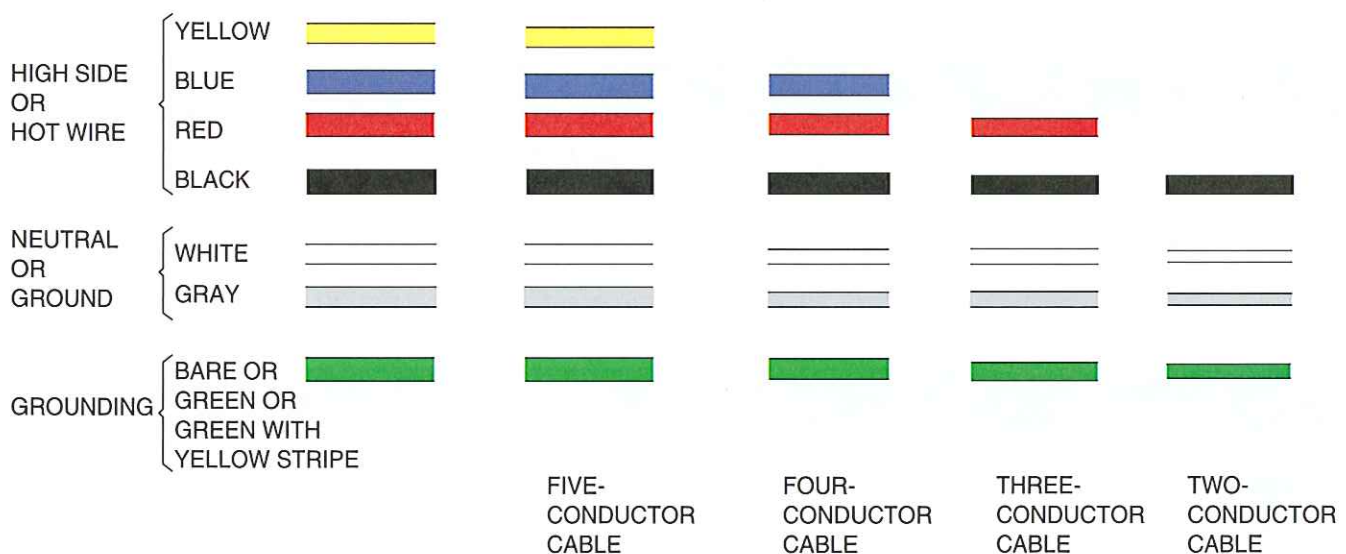 HIGH SIDE
OR
HOT WIRE
YELLOW
BLUE
RED
BLACK
NEUTRAL
OR
GROUND
WHITE
GRAY
GROUNDING
BARE OR
GREEN OR
GREEN WITH
YELLOW STRIPE
FIVE-
CONDUCTOR
CABLE
FOUR-
CONDUCTOR
CABLE
THREE-
CONDUCTOR
CABLE
TWO-
CONDUCTOR
CABLE